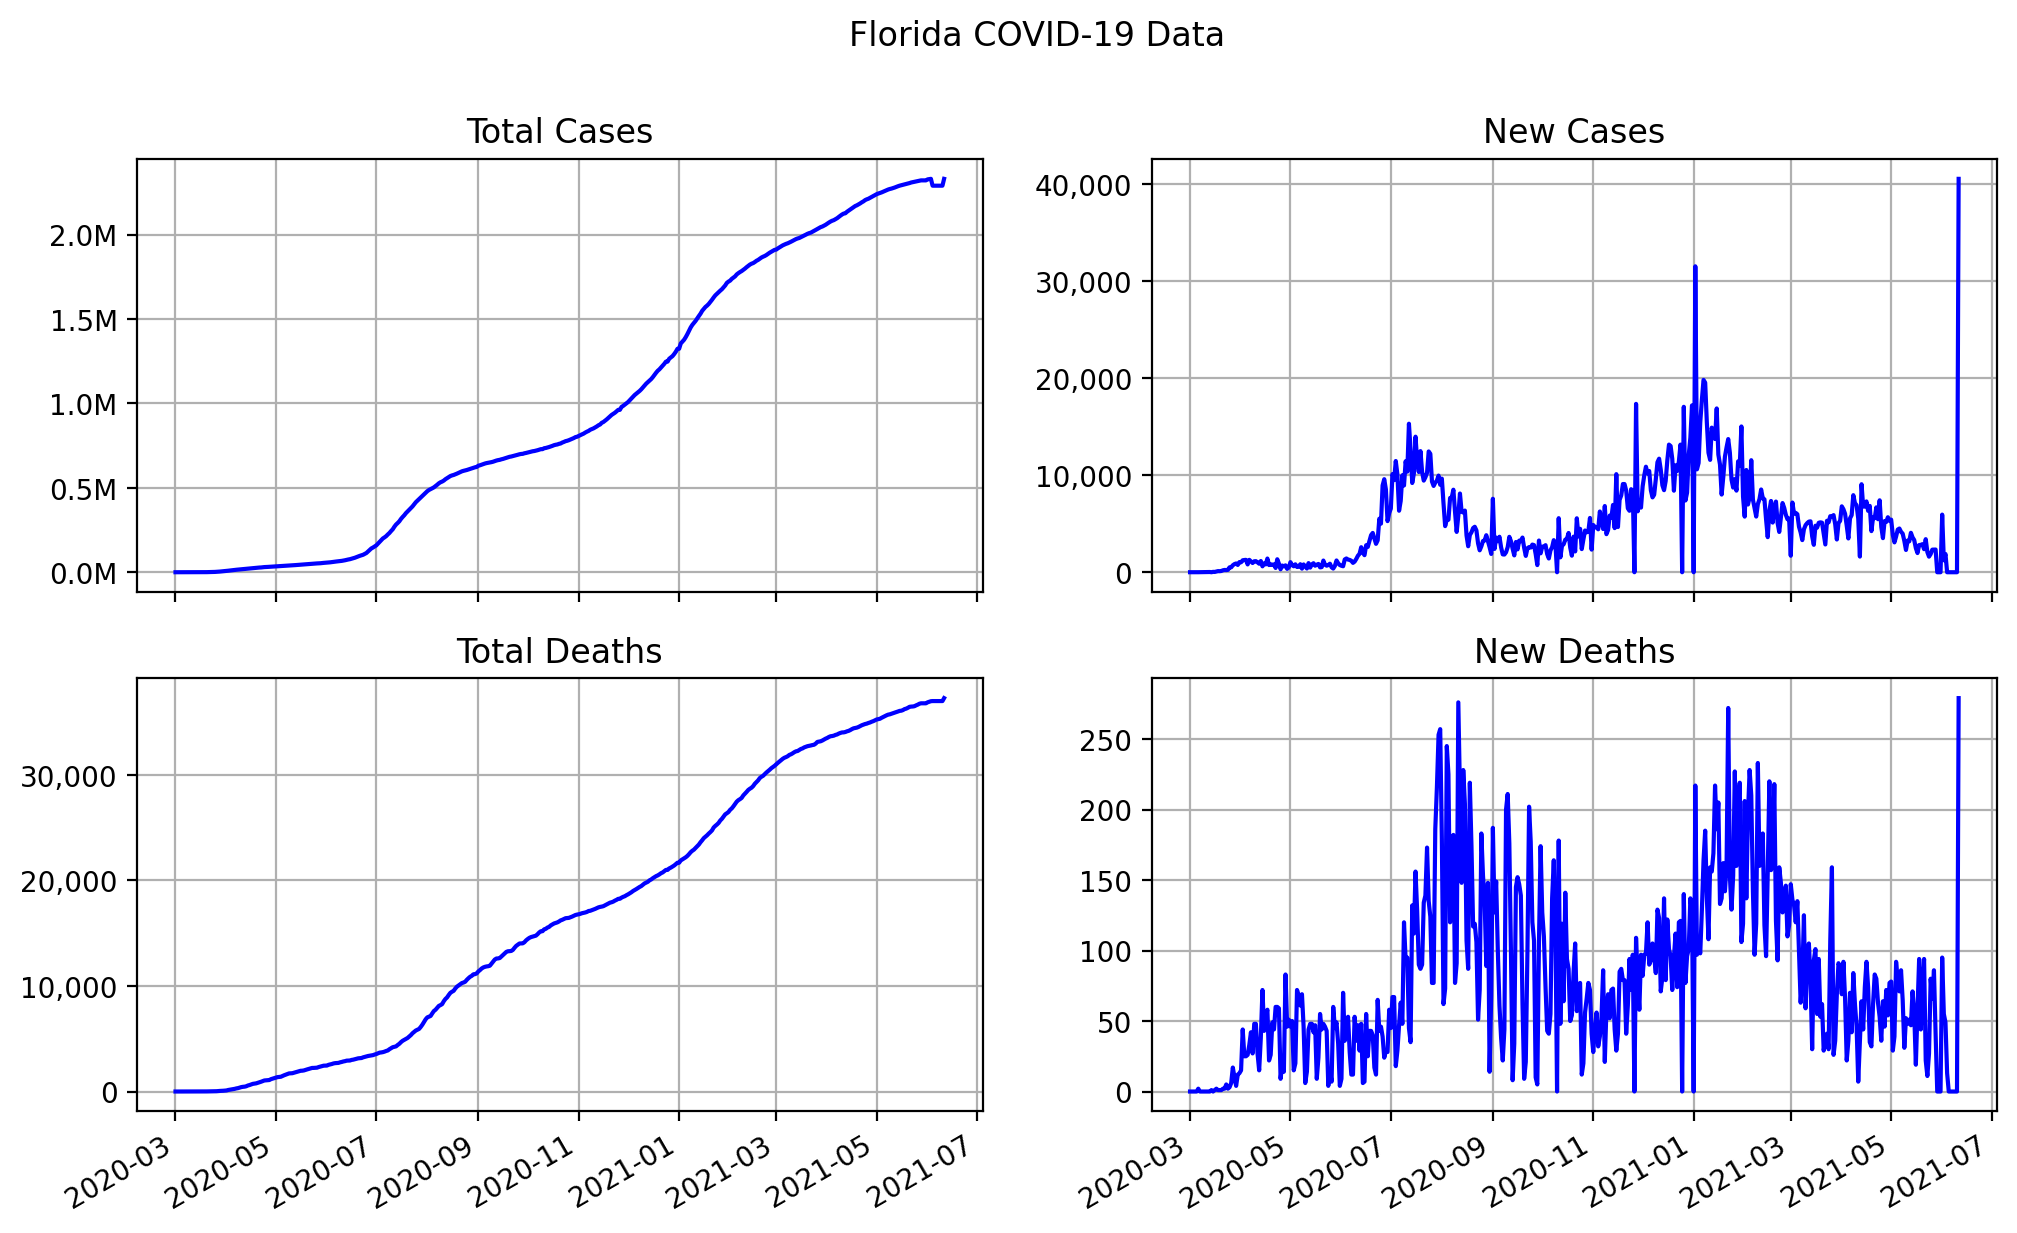 Florida COVID-19 Data
Total Cases
2.0M
1.5M
1.0M
0.5M
0.0M
New Cases
40,000
30,000
20,000
10,000
0
Total Deaths
30,000
20,000
10,000
0
2020-03 2020-05 2020-07 2020-09 2020-11 2021-01 2021-03 2021-05 2021-07
New Deaths
250
200
150
100
50
0
2020-03 2020-05 2020-07 2020-09 2020-11 2021-01 2021-03 2021-05 2021-07